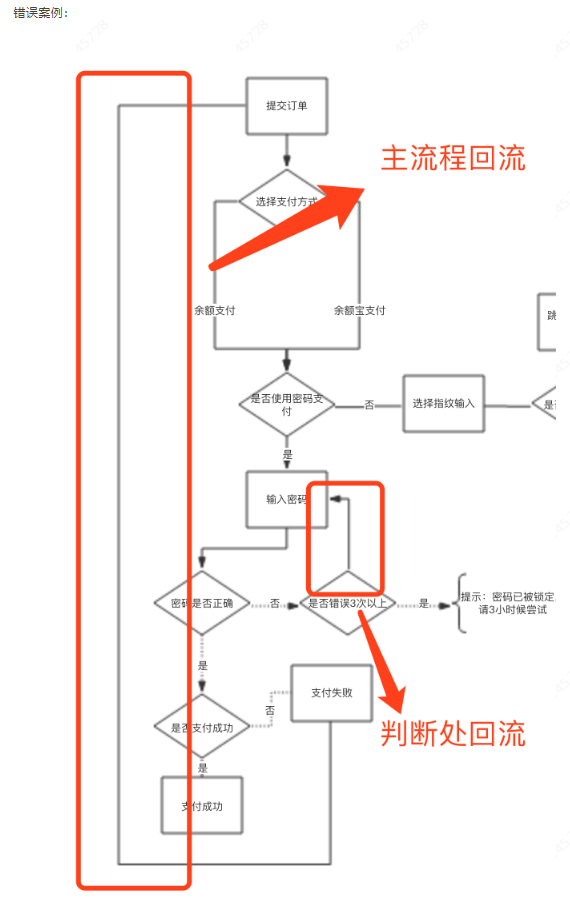 错误案例：
提交订单
主流程回流
选择支付方式
余额支付
余额宝支付
跳
是否使用密码支
付
否
选择指纹输入
是
是
输入密码
密码是否正确
否
是否错误3次以上
是
提示：密码已被锁定，
请3小时候尝试
是
支付失败
否
是否支付成功
判断处回流
是
支付成功